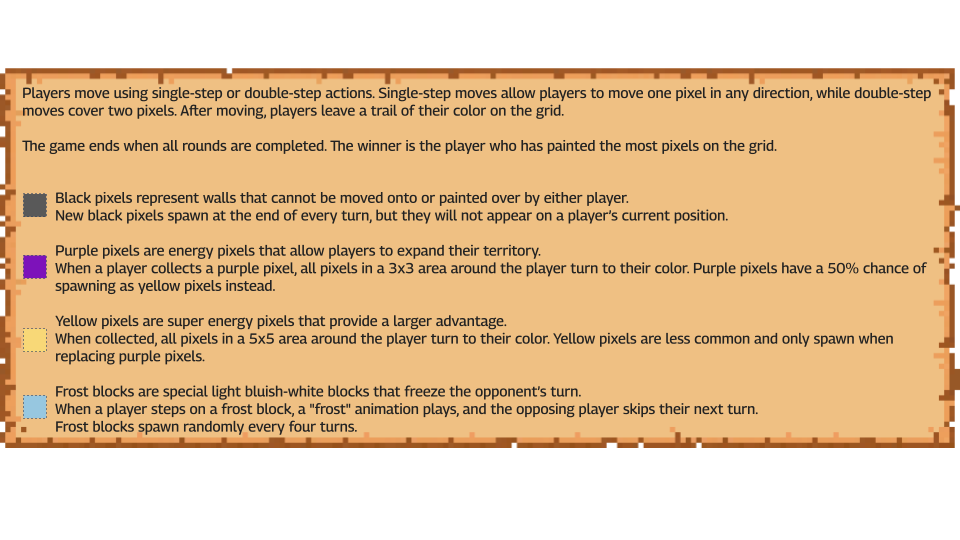 Players move using single-step or double-step actions. Single-step moves allow players to move one pixel in any direction, while double-step
moves cover two pixels. After moving, players leave a trail of their color on the grid.
The game ends when all rounds are completed. The winner is the player who has painted the most pixels on the grid.
Black pixels represent walls that cannot be moved onto or painted over by either player.
New black pixels spawn at the end of every turn, but they will not appear on a player's current position.
Purple pixels are energy pixels that allow players to expand their territory.
When a player collects a purple pixel, all pixels in a 3x3 area around the player turn to their color. Purple pixels have a 50% chance of
spawning as yellow pixels instead.
Yellow pixels are super energy pixels that provide a larger advantage.
When collected, all pixels in a 5x5 area around the player turn to their color. Yellow pixels are less common and only spawn when
replacing purple pixels.
Frost blocks are special light bluish-white blocks that freeze the opponent's turn.
When a player steps on a frost block, a "frost" animation plays, and the opposing player skips their next turn.
Frost blocks spawn randomly every four turns.